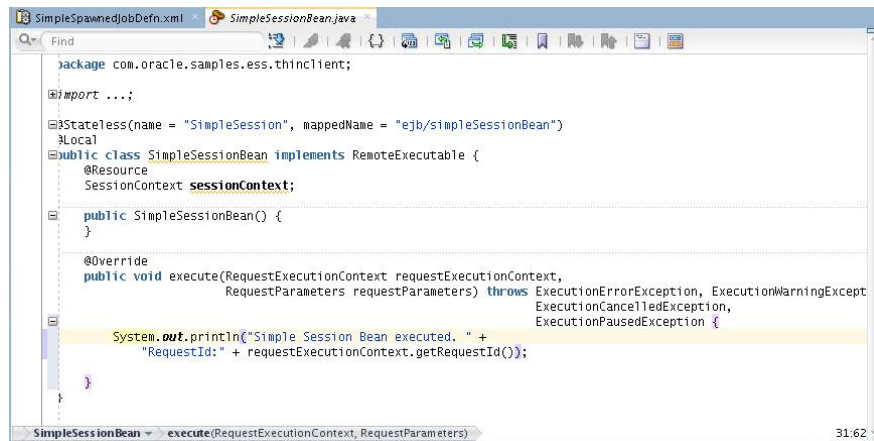 SimpleSpawnedJobDefn.xml SimpleSessionBean.java
Find
package com.oracle.samples.ess.thinclient;
import ...;
@Stateless(name = "SimpleSession", mappedName = "ejb/simpleSessionBean")
@Local
public class SimpleSessionBean implements RemoteExecutable {
@Resource
SessionContext sessionContext;
public SimpleSessionBean() {
}
@Override
public void execute(RequestExecutionContext requestExecutionContext,
RequestParameters requestParameters) throws ExecutionErrorException, ExecutionWarningExcept
ExecutionCancelledException,
ExecutionPausedException {
System.out.println("Simple Session Bean executed. " +
"RequestId:" + requestExecutionContext.getRequestId());
}
}
SimpleSessionBean execute(RequestExecutionContext, RequestParameters) 31:62